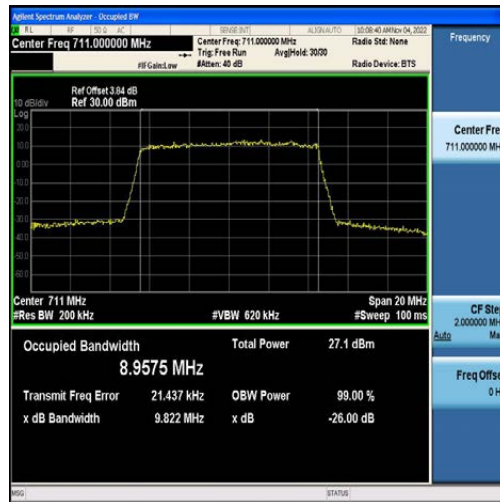 Agilent Spectrum Analyzer - Occupied BW
RL RF 50 Ω AC SENSE:INT ALIGNAUTO 10:08:40 AM Nov 04, 2022
Center Freq 711.000000 MHz Center Freq: 711.000000 MHz Radio Std: None Frequency
Trig: Free Run Avg|Hold: 30/30
#IFGain:Low #Atten: 40 dB Radio Device: BTS
Ref Offset 3.84 dB
10 dB/div Ref 30.00 dBm
Log
20.0
10.0
0.00
-10.0
-20.0
-30.0
-40.0
-50.0
-60.0
Center Fre
711.000000 MH
Center 711 MHz Span 20 MHz
#Res BW 200 kHz #VBW 620 kHz #Sweep 100 ms
CF Ste
2.000000 MH
Auto Ma
Occupied Bandwidth Total Power 27.1 dBm
8.9575 MHz
Transmit Freq Error 21.437 kHz OBW Power 99.00 %
x dB Bandwidth 9.822 MHz x dB -26.00 dB
Freq Offse
0 H
MSG STATUS